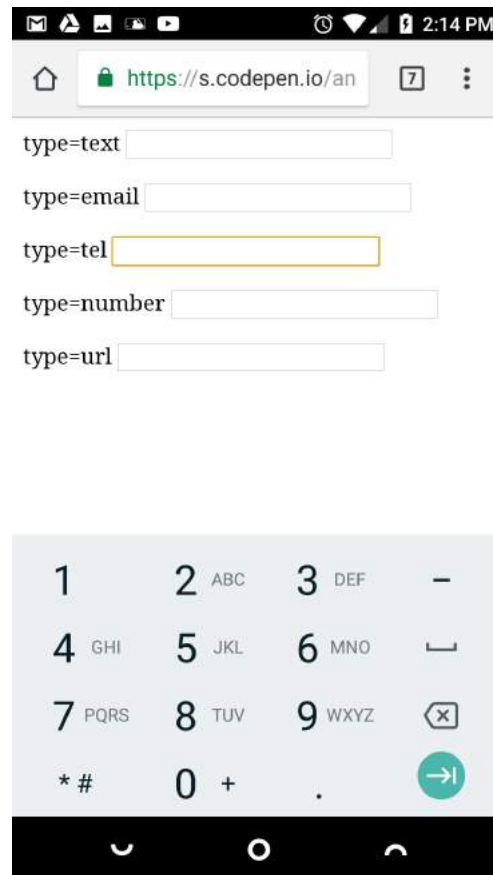 2:14 PM
https://s.codepen.io/an 7
type=text
type=email
type=tel
type=number
type=url
1 2 ABC 3 DEF -
4 GHI 5 JKL 6 MNO
7 PQRS 8 TUV 9 WXYZ
* # 0 + .